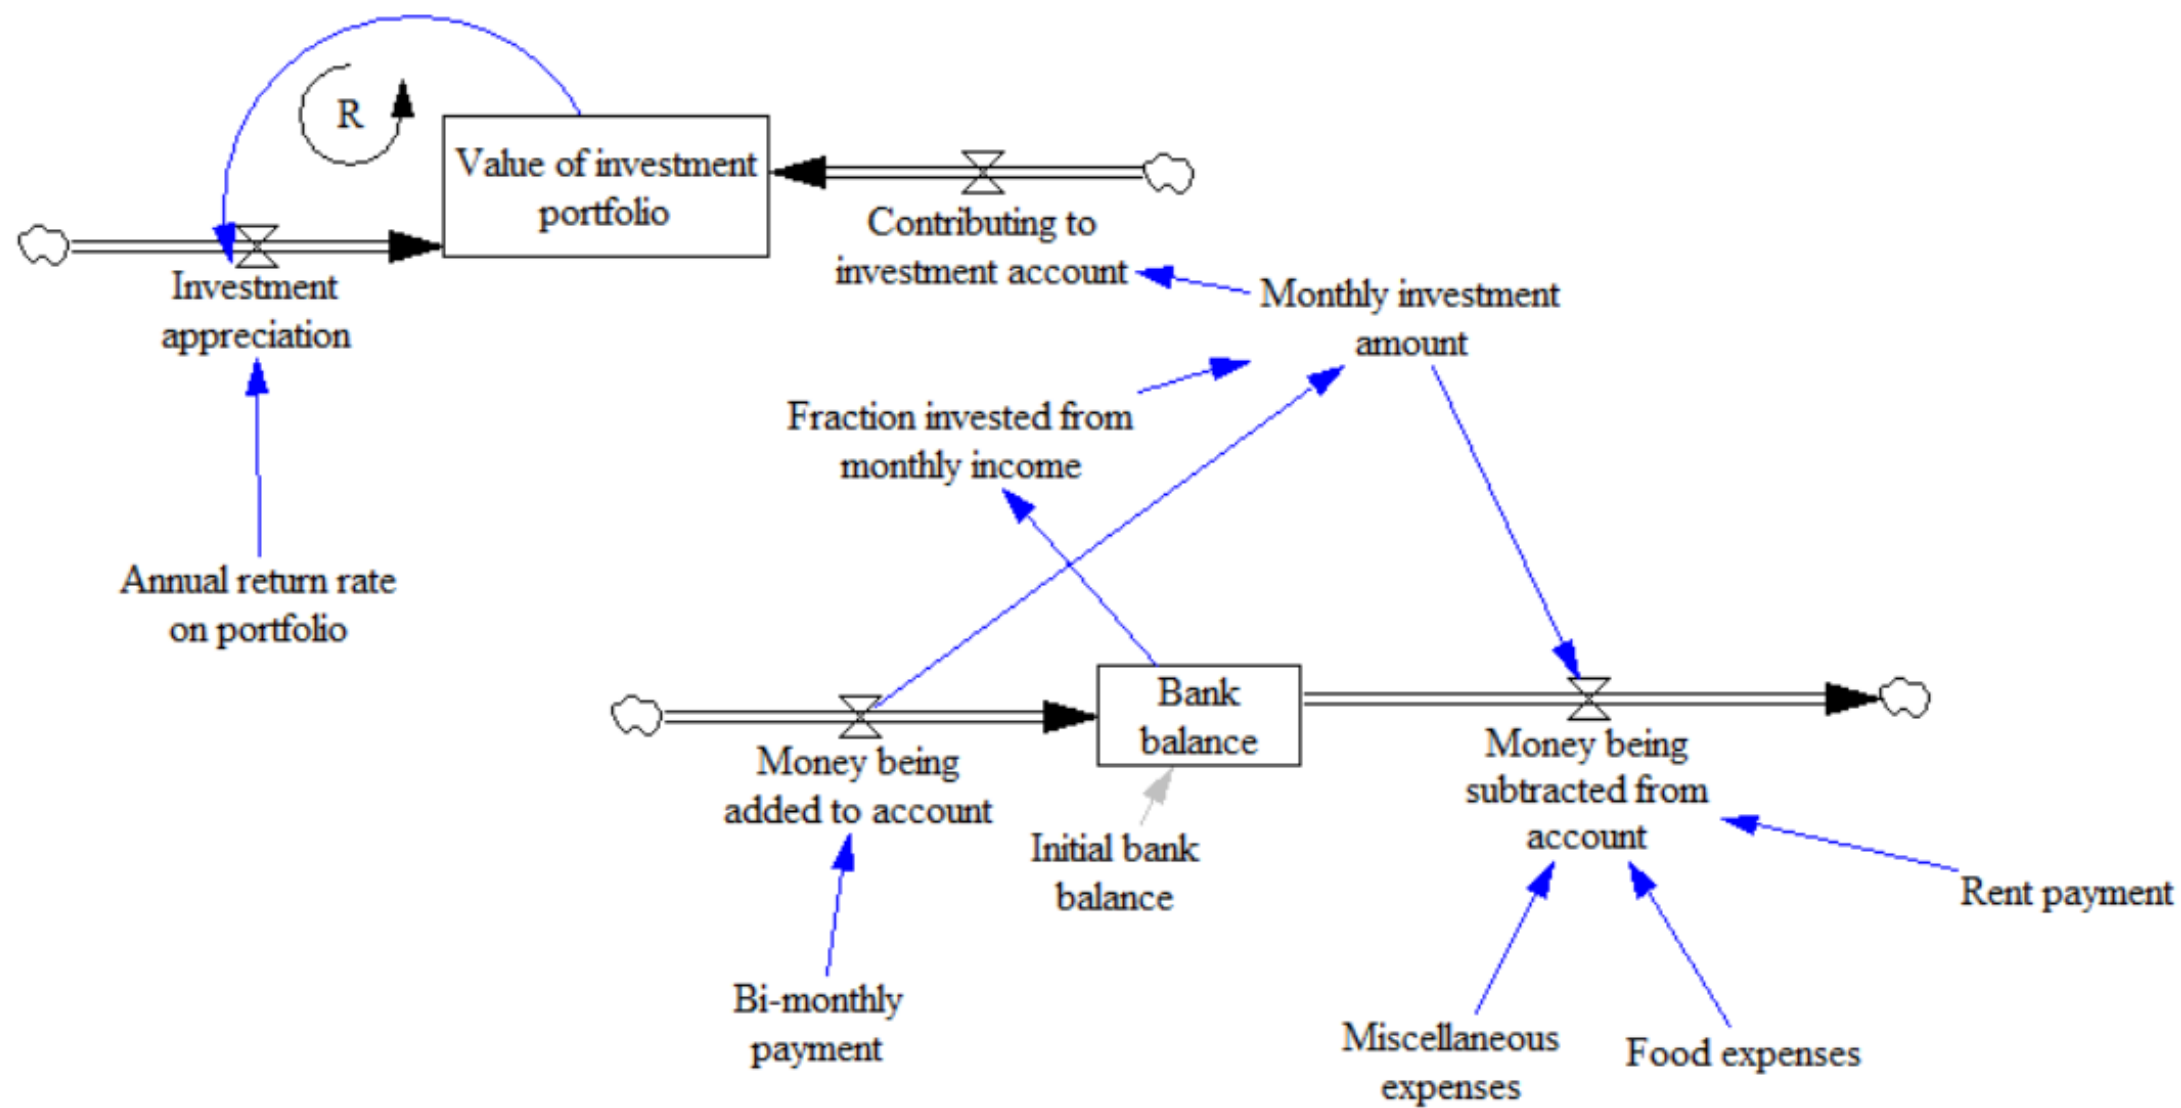 R
Value of investment
portfolio
Contributing to
investment account
Investment
appreciation
Monthly investment
amount
Fraction invested from
monthly income
Annual return rate
on portfolio
Bank
balance
Money being
added to account
Money being
subtracted from
account
Initial bank
balance
Rent payment
Bi-monthly
payment
Miscellaneous
expenses
Food expenses